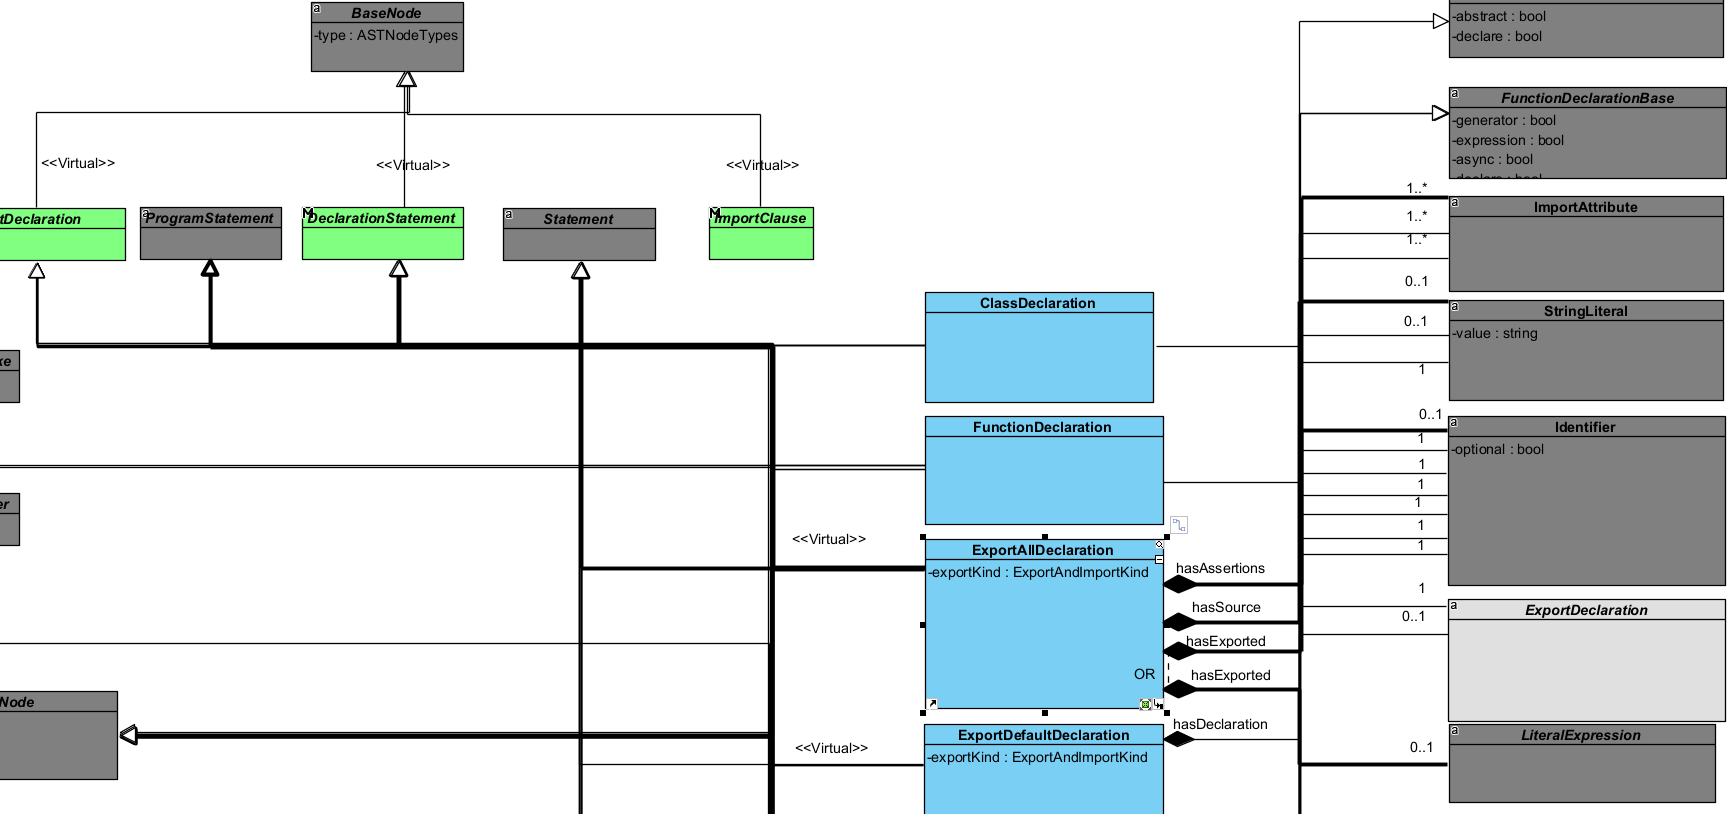 BaseNode
-type : ASTNodeTypes
<<Virtual>>
<<Virtual>>
<<Virtual>>
tDeclaration
ProgramStatement
DeclarationStatement
Statement
ImportClause
ke
er
Node
ClassDeclaration
FunctionDeclaration
<<Virtual>>
ExportAllDeclaration
-exportKind : ExportAndImportKind
OR
hasAssertions
hasSource
hasExported
hasExported
<<Virtual>>
ExportDefaultDeclaration
-exportKind : ExportAndImportKind
hasDeclaration
-abstract : bool
-declare : bool
FunctionDeclarationBase
-generator : bool
-expression : bool
-async : bool
-declare : bool
1..*
1..*
1..*
ImportAttribute
0..1
0..1
1
StringLiteral
-value : string
0..1
1
1
1
1
1
1
Identifier
-optional : bool
1
0..1
ExportDeclaration
0..1
LiteralExpression